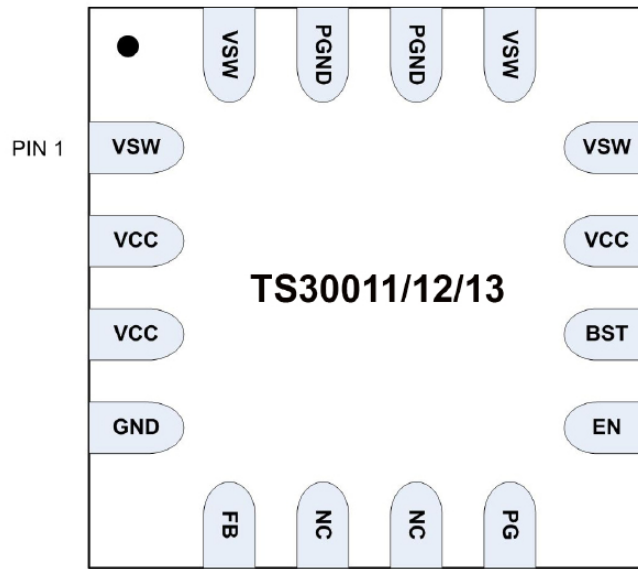 VSW PGND PGND VSW
PIN 1 VSW VSW
VCC VCC
TS30011/12/13
VCC BST
GND EN
FB NC NC PG